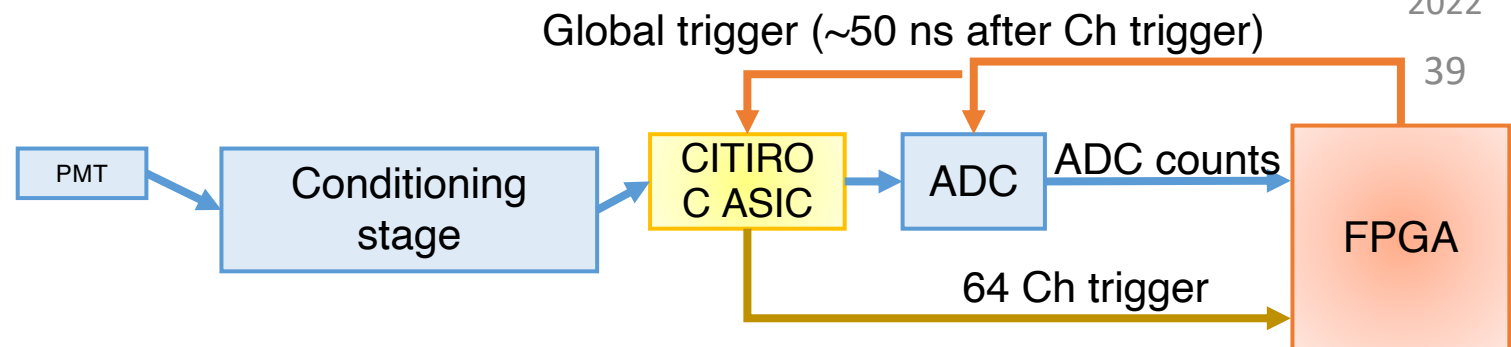 2022
Global trigger (~50 ns after Ch trigger)
39
PMT
Conditioning
stage
CITIRO
C ASIC
ADC
ADC counts
FPGA
64 Ch trigger